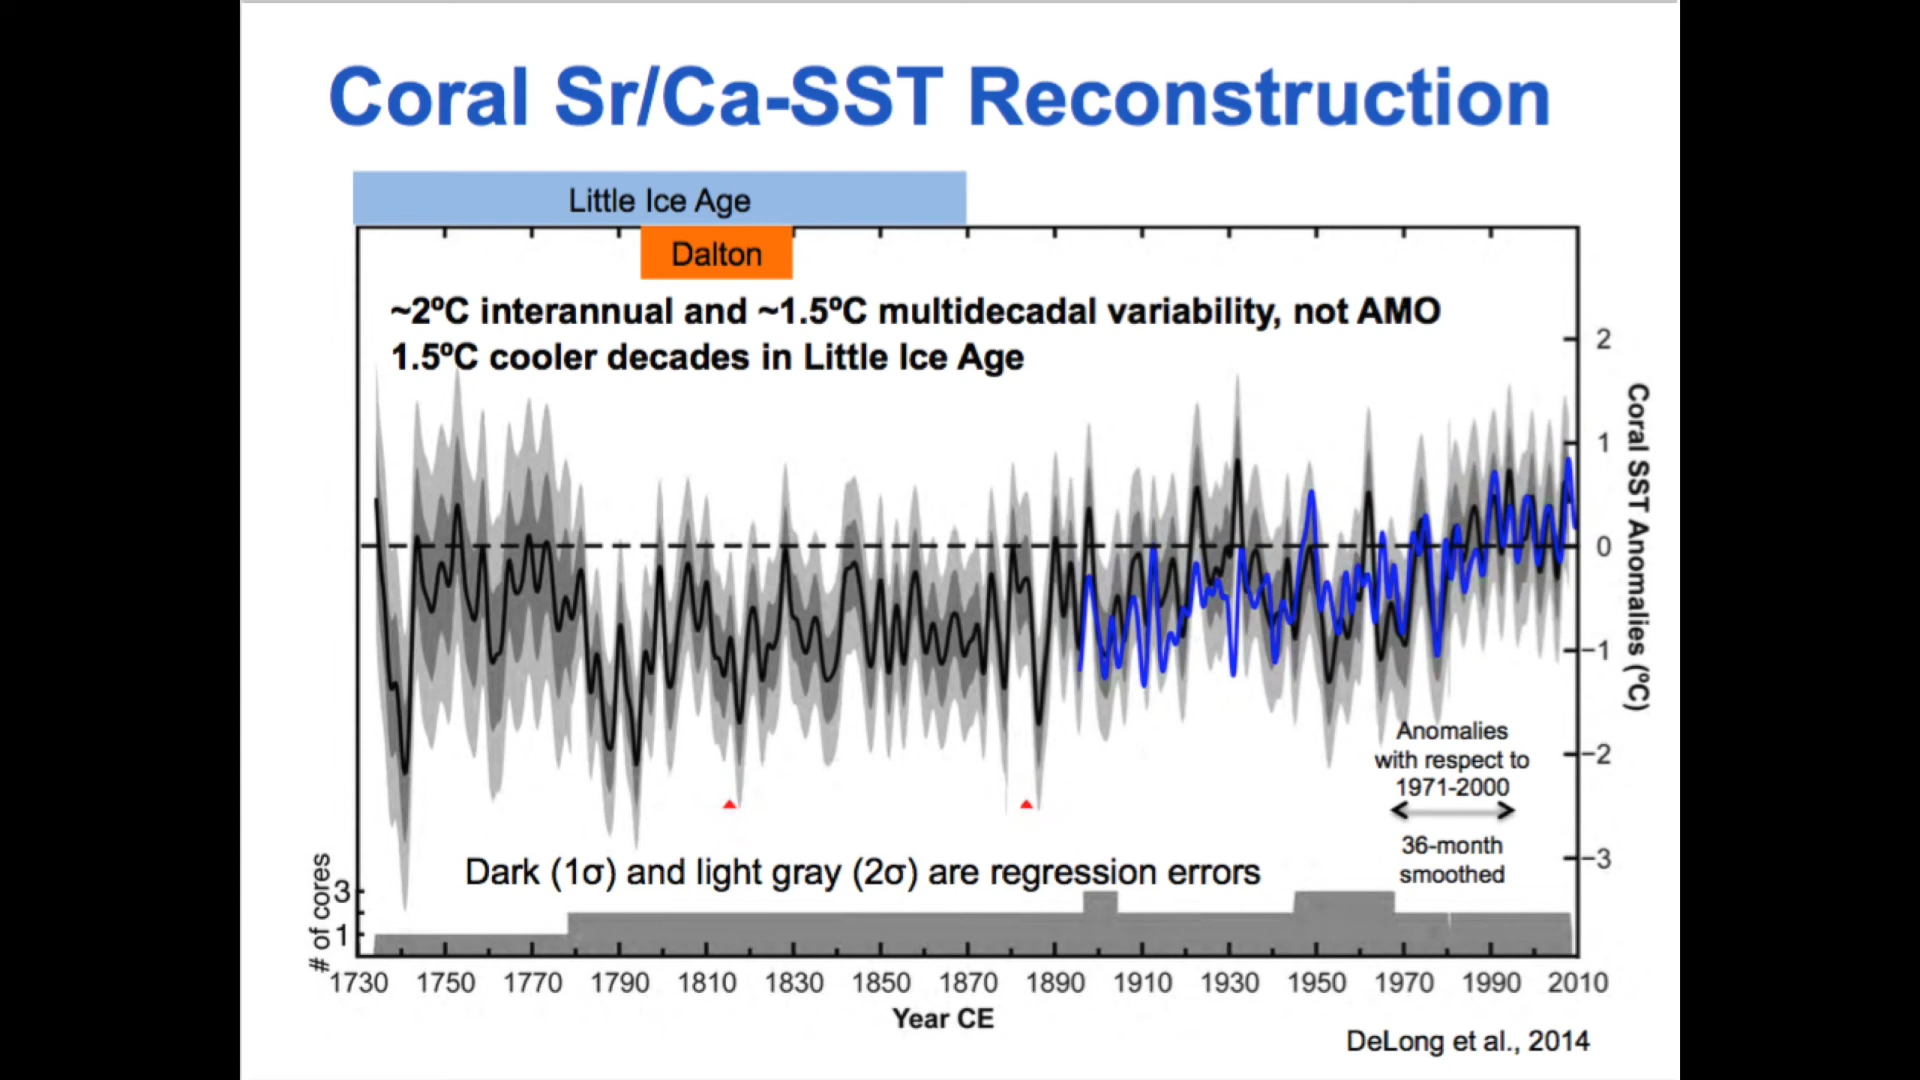 Coral Sr/Ca-SST Reconstruction
Little Ice Age
Dalton
~2ºC interannual and ~1.5ºC multidecadal variability, not AMO
1.5ºC cooler decades in Little Ice Age
2
1
0
−1
−2
−3
Coral SST Anomalies (ºC)
Anomalies
with respect to
1971-2000
36-month
smoothed
Dark (1σ) and light gray (2σ) are regression errors
# of cores
3
1
1730 1750 1770 1790 1810 1830 1850 1870 1890 1910 1930 1950 1970 1990 2010
Year CE
DeLong et al., 2014